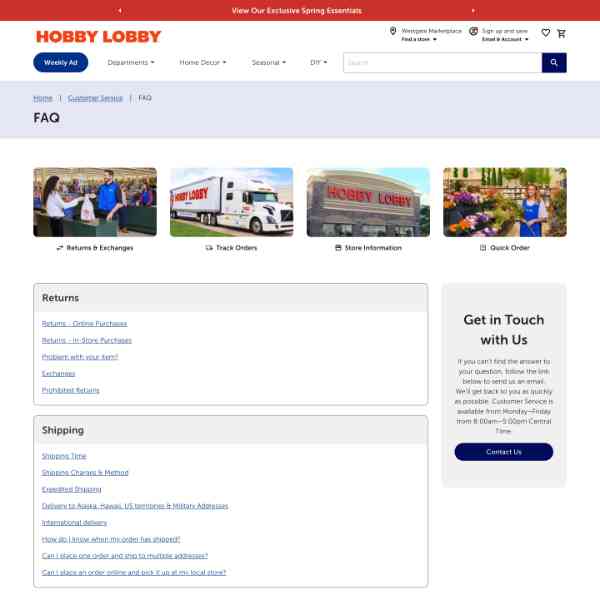 View Our Exclusive Spring Essentials
HOBBY LOBBY
Westgate Marketplace
Find a store
Sign up and save
Email & Account
Weekly Ad
Departments
Home Decor
Seasonal
DIY
Search
Home | Customer Service | FAQ
FAQ
HOBBY LOBBY
HOBBY LOBBY
Returns & Exchanges
Track Orders
Store Information
Quick Order
Returns
Returns - Online Purchases
Returns - In-Store Purchases
Problem with your item?
Exchanges
Prohibited Returns
Shipping
Shipping Time
Shipping Charges & Method
Expedited Shipping
Delivery to Alaska, Hawaii, US territories & Military Addresses
International delivery
How do I know when my order has shipped?
Can I place one order and ship to multiple addresses?
Can I place an order online and pick it up at my local store?
Get in Touch
with Us
If you can't find the answer to
your question, follow the link
below to send us an email.
We'll get back to you as quickly
as possible. Customer Service is
available from Monday–Friday
from 8:00am–5:00pm Central
Time.
Contact Us